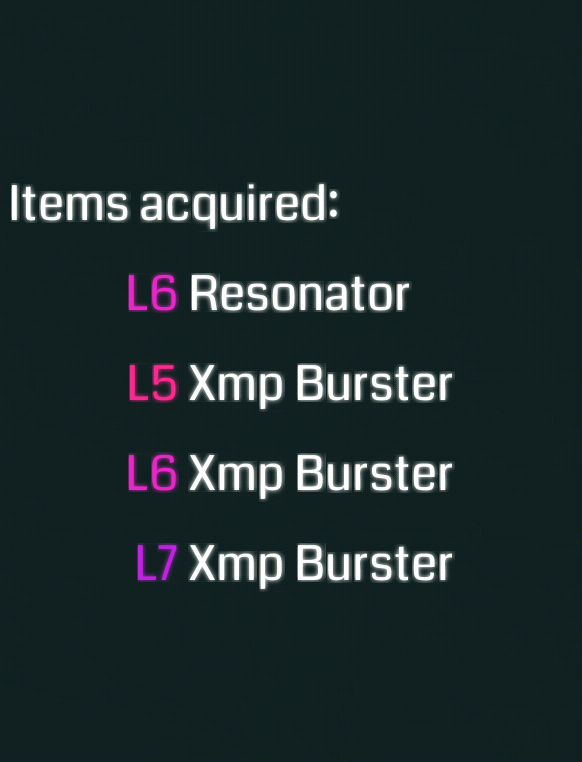 Items acquired:
L6 Resonator
L5 Xmp Burster
L6 Xmp Burster
L7 Xmp Burster